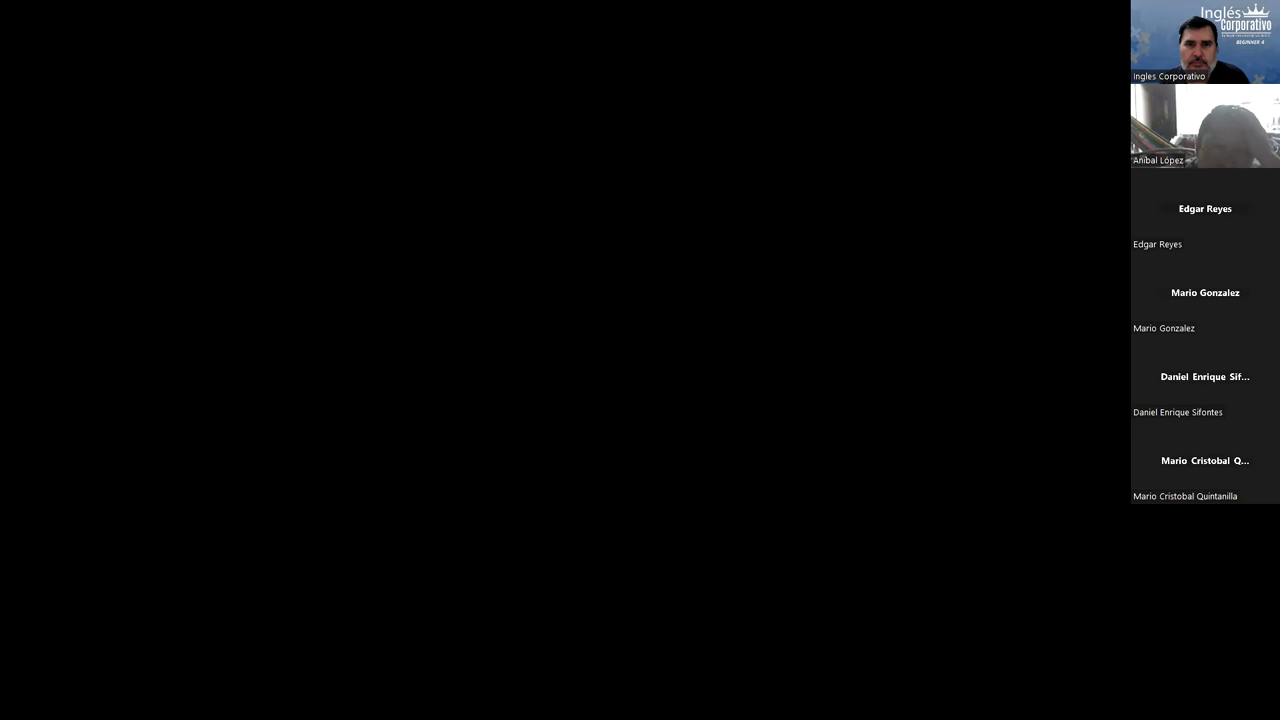 Inglés
Corporativo
BEGINNER 4
Ingles Corporativo
Anibal López
Edgar Reyes
Edgar Reyes
Mario Gonzalez
Mario Gonzalez
Daniel Enrique Sif...
Daniel Enrique Sifontes
Mario Cristobal Q...
Mario Cristobal Quintanilla